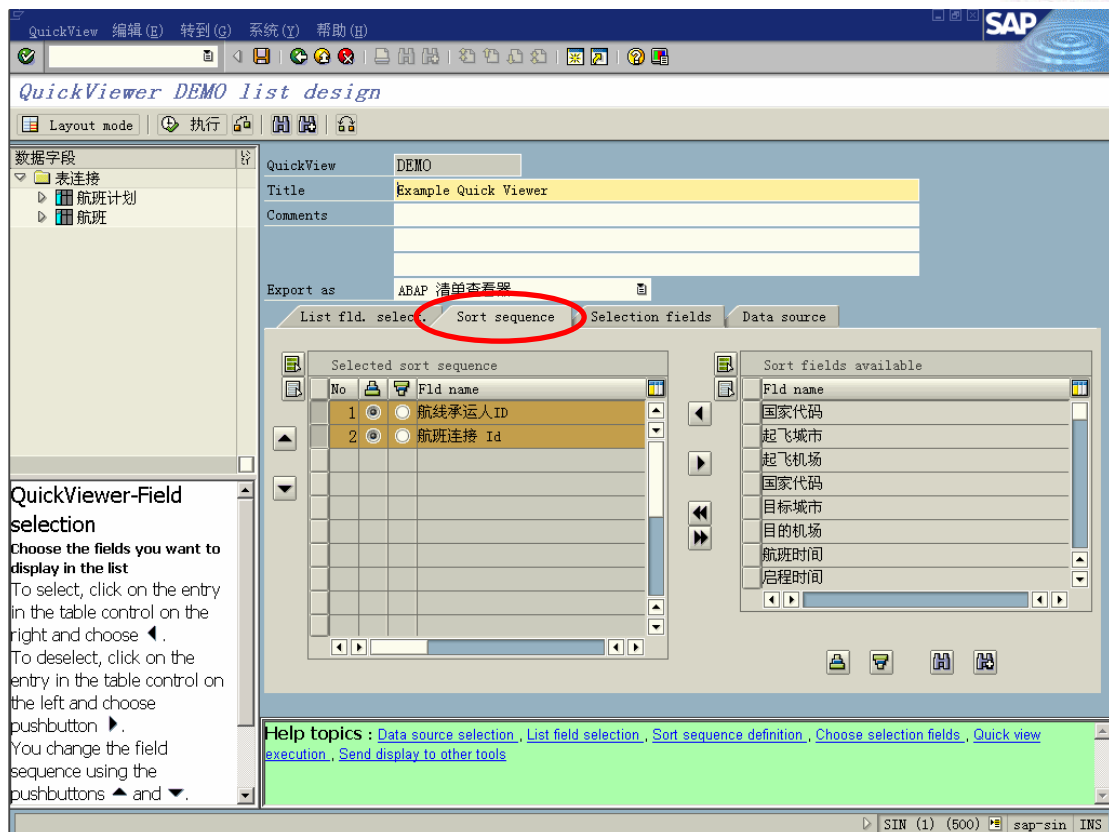 QuickView 编辑(E) 转到(G) 系统(Y) 帮助(H)
SAP
QuickViewer DEMO list design
Layout mode 执行
数据字段
表连接
航班计划
航班
QuickView DEMO
Title Example Quick Viewer
Comments
Export as ABAP 清单查看器
List fld. select. Sort sequence Selection fields Data source
Selected sort sequence
No Fld name
1 航线承运人ID
2 航班连接 Id
Sort fields available
Fld name
国家代码
起飞城市
起飞机场
国家代码
目标城市
目的机场
航班时间
启程时间
QuickViewer-Field
selection
Choose the fields you want to
display in the list
To select, click on the entry
in the table control on the
right and choose ◀ .
To deselect, click on the
entry in the table control on
the left and choose
pushbutton ▶ .
You change the field
sequence using the
pushbuttons ▲ and ▼ .
Help topics : Data source selection , List field selection , Sort sequence definition , Choose selection fields , Quick view
execution , Send display to other tools
SIN (1) (500) sap-sin INS